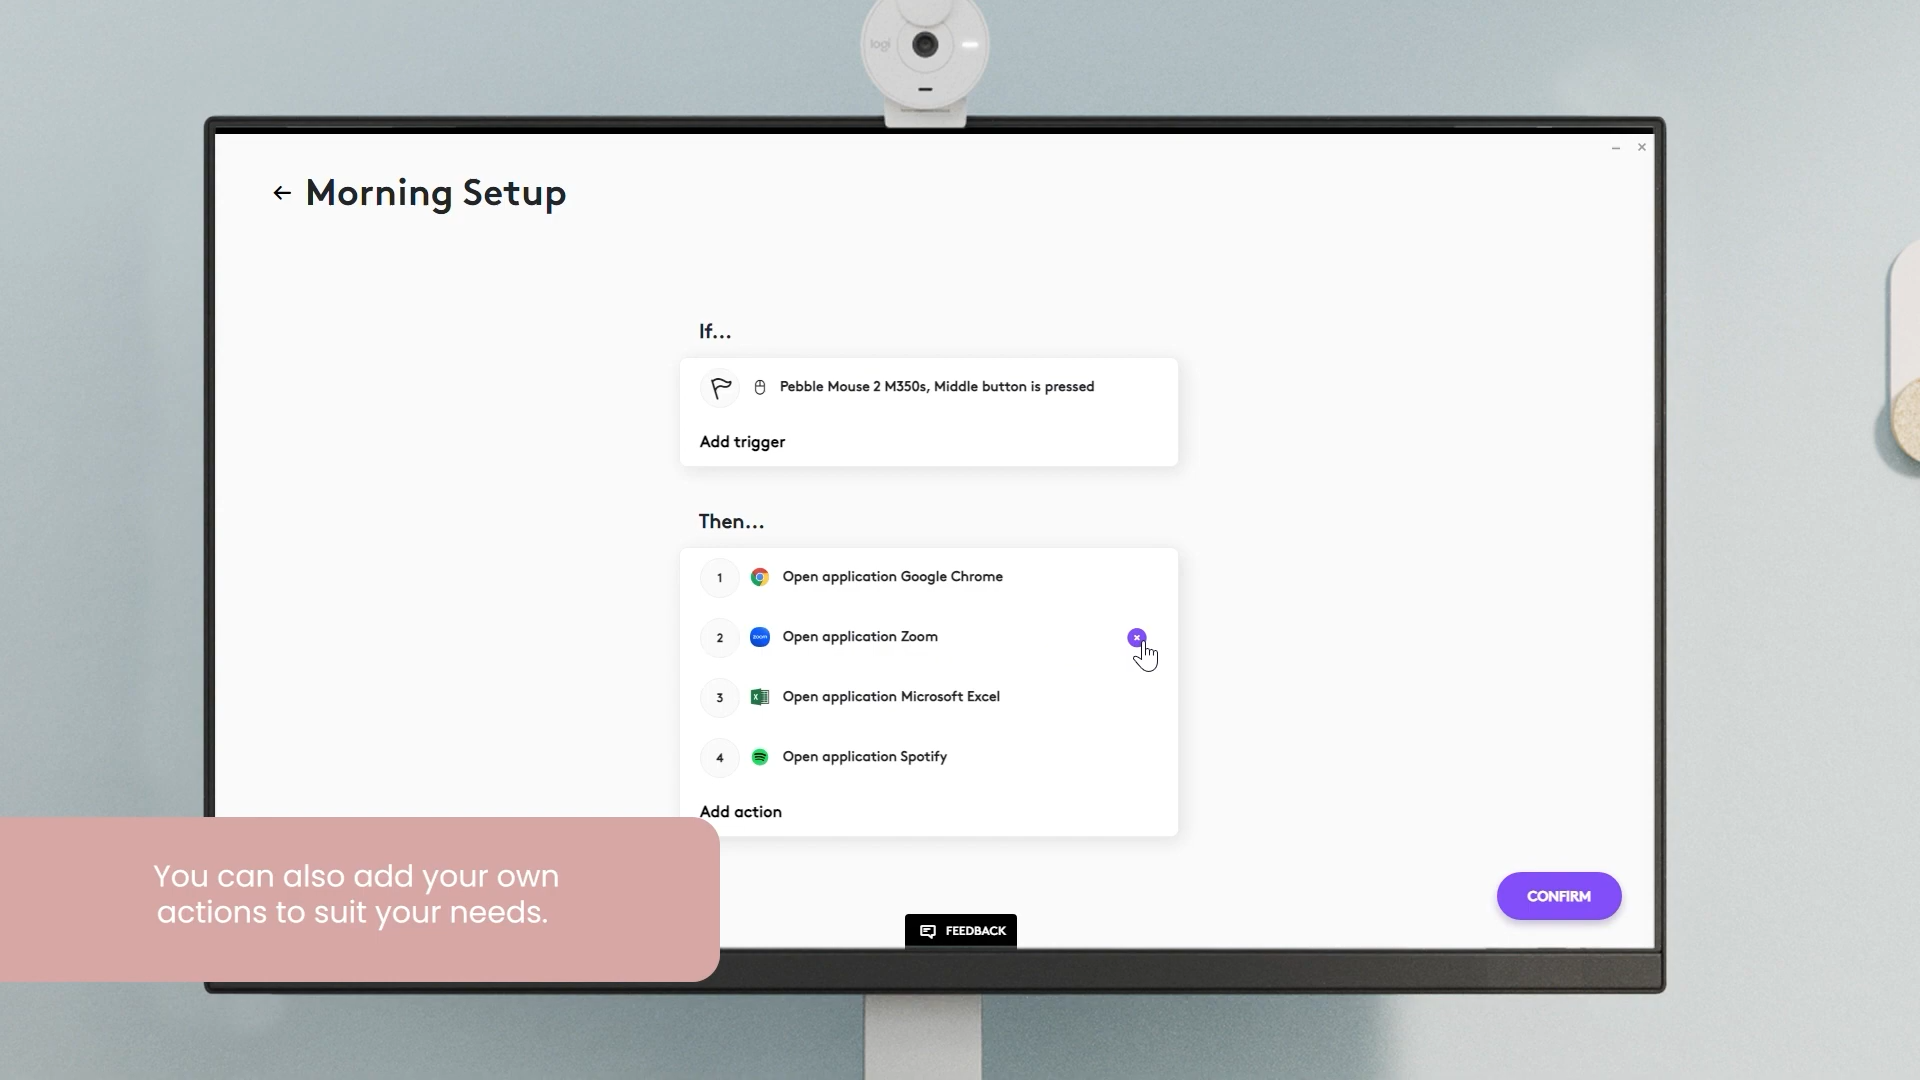 logi
Morning Setup
If...
Pebble Mouse 2 M350s, Middle button is pressed
Add trigger
Then...
1 Open application Google Chrome
2 zoom Open application Zoom
3 Open application Microsoft Excel
4 Open application Spotify
Add action
You can also add your own
actions to suit your needs.
CONFIRM
FEEDBACK